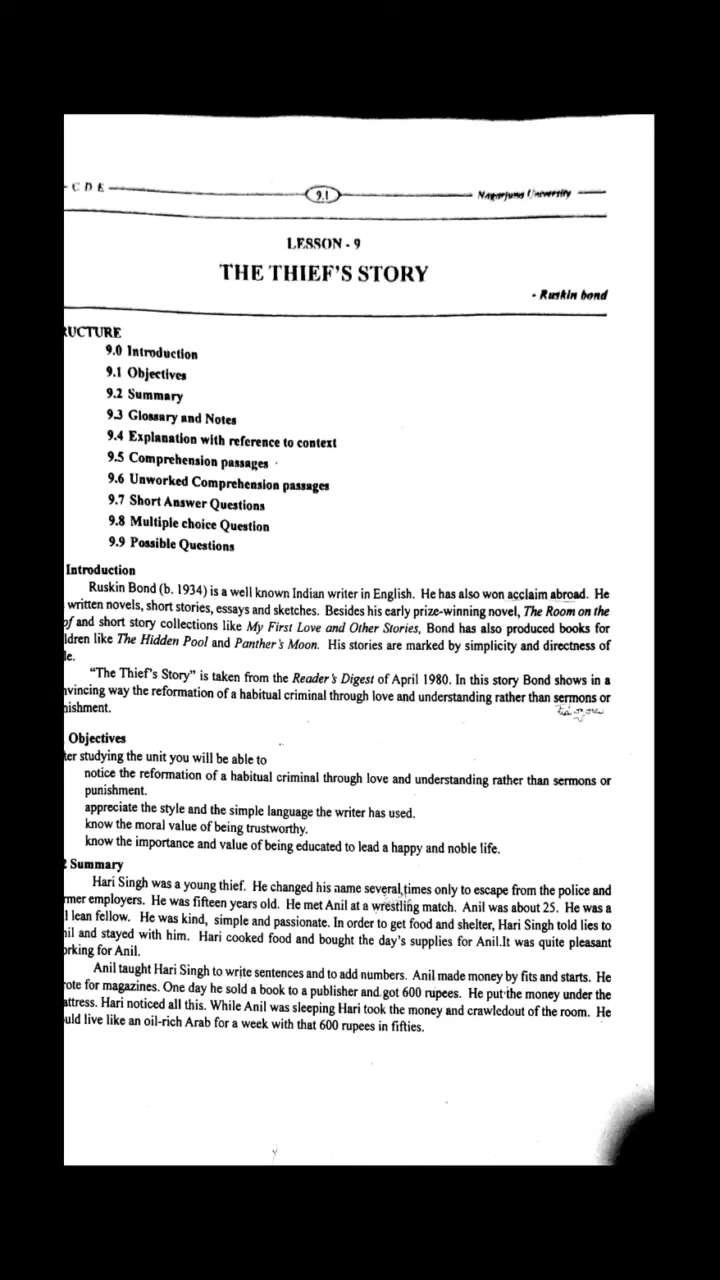 - C D E
9.1
Nagarjuna University
LESSON - 9
THE THIEF'S STORY
- Ruskin bond
RUCTURE
9.0 Introduction
9.1 Objectives
9.2 Summary
9.3 Glossary and Notes
9.4 Explanation with reference to context
9.5 Comprehension passages
9.6 Unworked Comprehension passages
9.7 Short Answer Questions
9.8 Multiple choice Question
9.9 Possible Questions
Introduction
Ruskin Bond (b. 1934) is a well known Indian writer in English. He has also won acclaim abroad. He
written novels, short stories, essays and sketches. Besides his early prize-winning novel, The Room on the
of and short story collections like My First Love and Other Stories, Bond has also produced books for
ldren like The Hidden Pool and Panther's Moon. His stories are marked by simplicity and directness of
le.
"The Thief's Story" is taken from the Reader's Digest of April 1980. In this story Bond shows in a
nvincing way the reformation of a habitual criminal through love and understanding rather than sermons or
nishment.
Objectives
ter studying the unit you will be able to
notice the reformation of a habitual criminal through love and understanding rather than sermons or
punishment.
appreciate the style and the simple language the writer has used.
know the moral value of being trustworthy.
know the importance and value of being educated to lead a happy and noble life.
2 Summary
Hari Singh was a young thief. He changed his name several times only to escape from the police and
rmer employers. He was fifteen years old. He met Anil at a wrestling match. Anil was about 25. He was a
l lean fellow. He was kind, simple and passionate. In order to get food and shelter, Hari Singh told lies to
nil and stayed with him. Hari cooked food and bought the day's supplies for Anil.It was quite pleasant
orking for Anil.
Anil taught Hari Singh to write sentences and to add numbers. Anil made money by fits and starts. He
rote for magazines. One day he sold a book to a publisher and got 600 rupees. He put the money under the
attress. Hari noticed all this. While Anil was sleeping Hari took the money and crawledout of the room. He
uld live like an oil-rich Arab for a week with that 600 rupees in fifties.